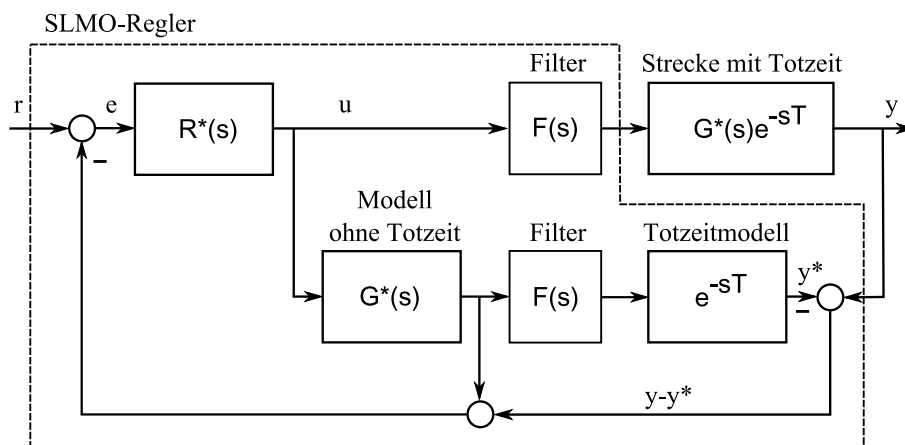 SLMO-Regler
Filter
Strecke mit Totzeit
r
e
R*(s)
u
F(s)
G*(s)e-sT
y
−
Modell
ohne Totzeit
Filter
Totzeitmodell
G*(s)
F(s)
e-sT
y*
−
y-y*